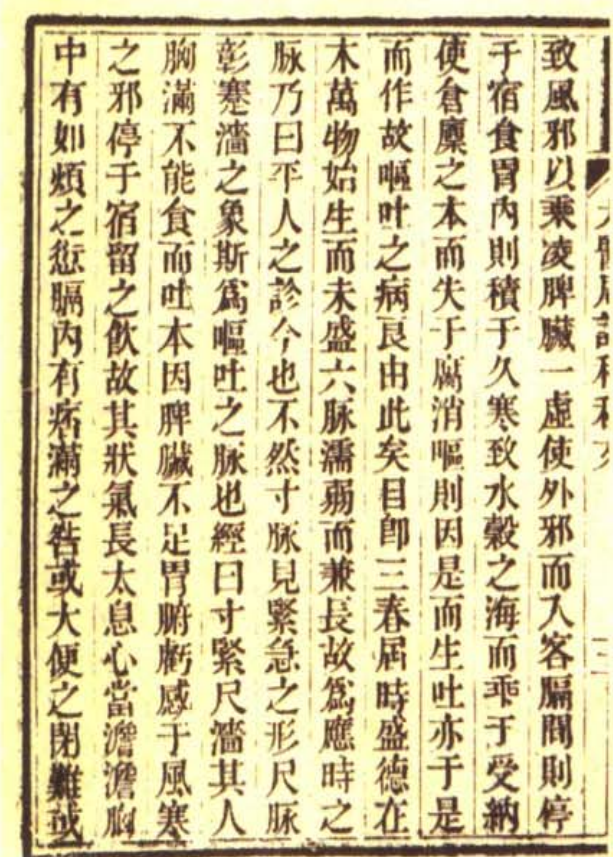 致風邪以乘凌脾臟一虛使外邪而入客膈間則停
于宿食胃內則積于久寒致水穀之海而乖于受納
使倉廩之本而失于腐消嘔則因是而生吐亦于是
而作故嘔吐之病良由此矣目卽三春屆時盛德在
木萬物始生而未盛六脉濡弱而兼長故爲應時之
脉乃曰平人之診今也不然寸脉見緊急之形尺脉
彰蹇濇之象斯爲嘔吐之脉也經曰寸緊尺濇其人
胸滿不能食而吐本因脾臟不足胃腑虧感于風寒
之邪停于宿留之飲故其狀氣長太息心當澹澹胸
中有如煩之愆膈內有痞滿之咎或大便之閉難或